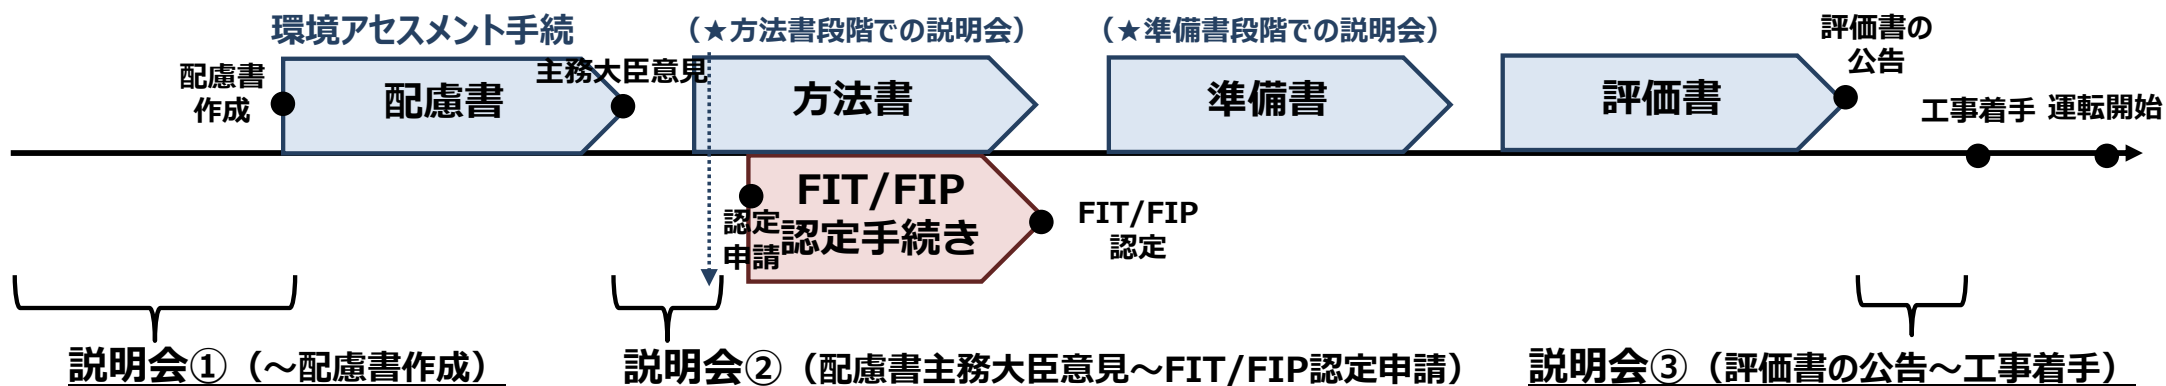 環境アセスメント手続
（★方法書段階での説明会）
（★準備書段階での説明会）
評価書の
公告
配慮書
作成
配慮書
主務大臣意見
方法書
準備書
評価書
工事着手
運転開始
FIT/FIP
認定手続き
認定
申請
FIT/FIP
認定
説明会①（～配慮書作成）
説明会②（配慮書主務大臣意見～FIT/FIP認定申請）
説明会③（評価書の公告～工事着手）